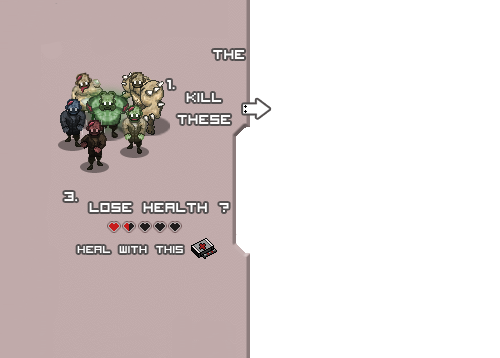 THE
1.
KILL
THESE
3.
LOSE HEALTH ?
HEAL WITH THIS